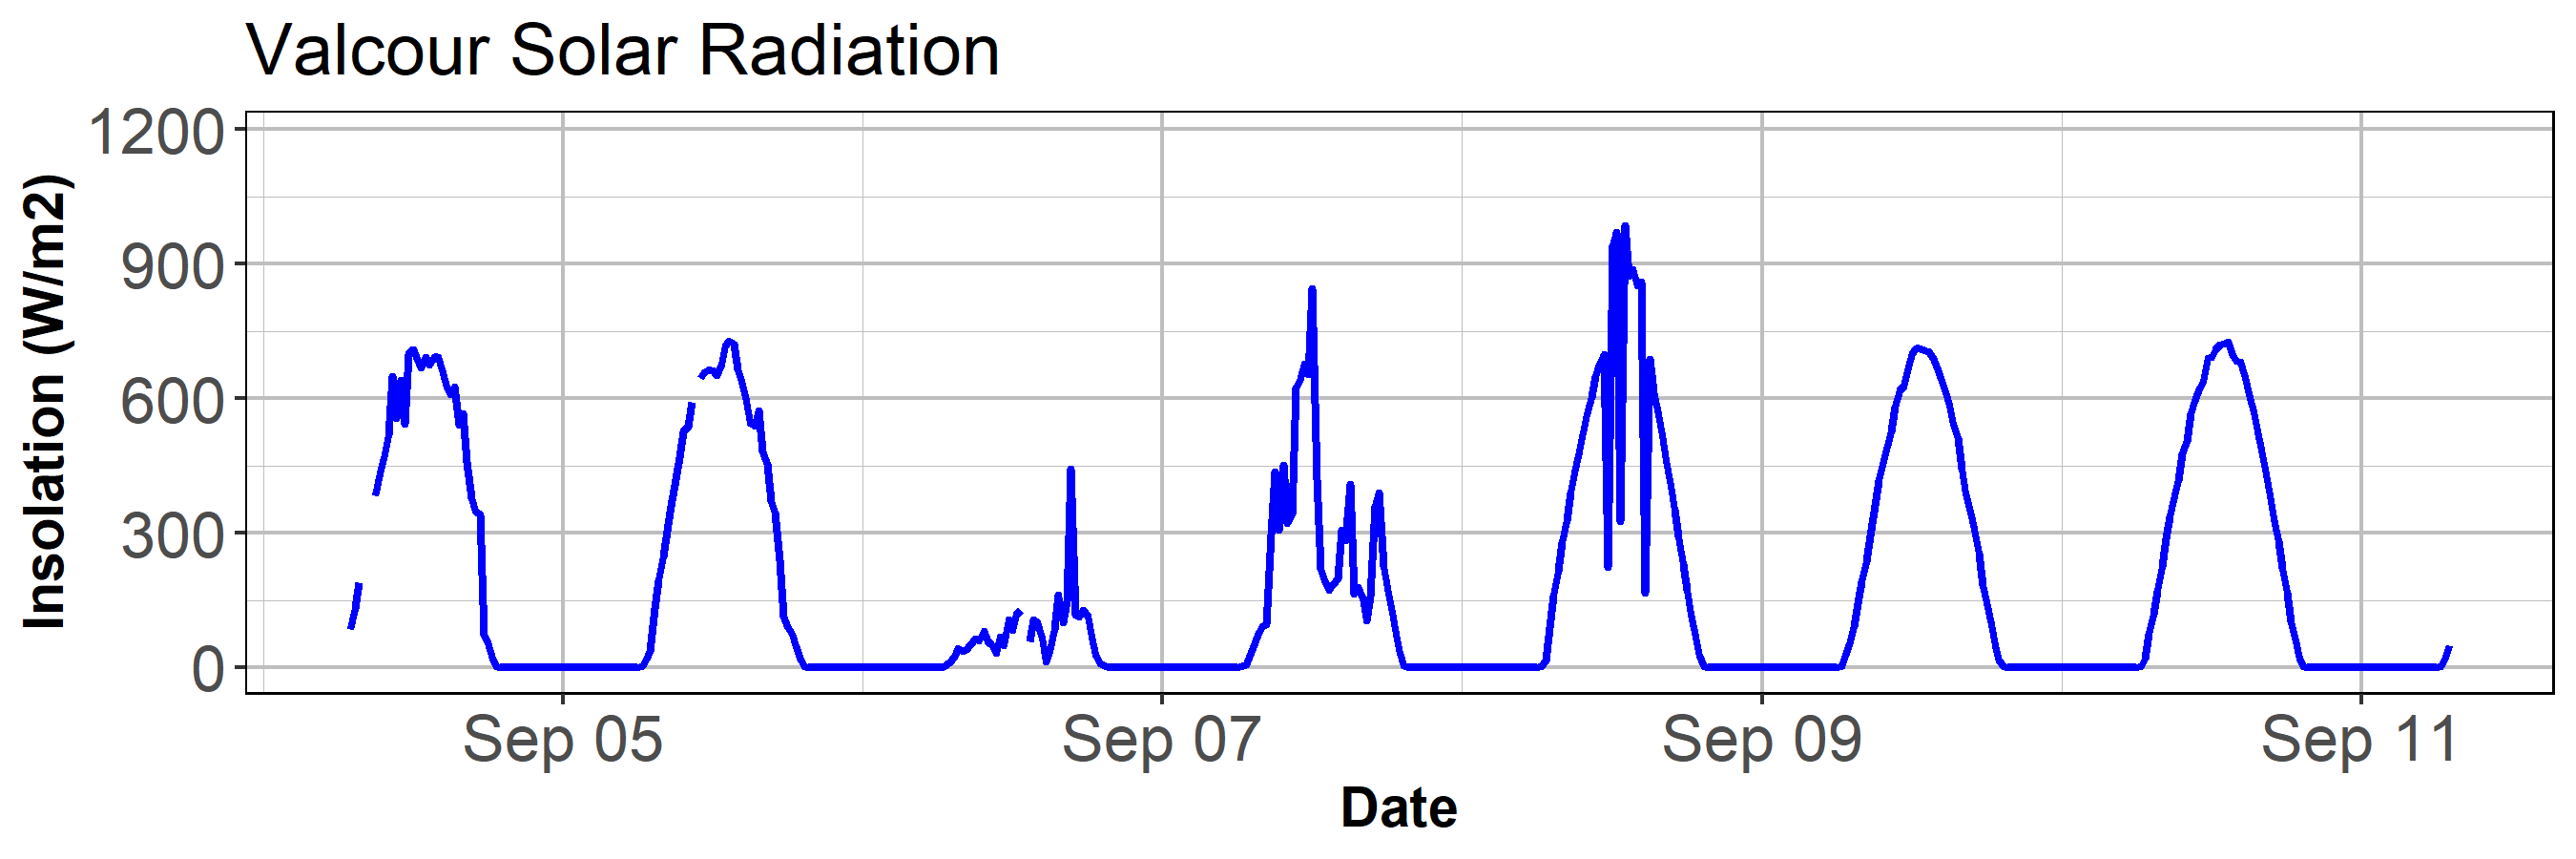 Valcour Solar Radiation
1200
900
600
300
0
Insolation (W/m2)
Sep 05 Sep 07 Sep 09 Sep 11
Date